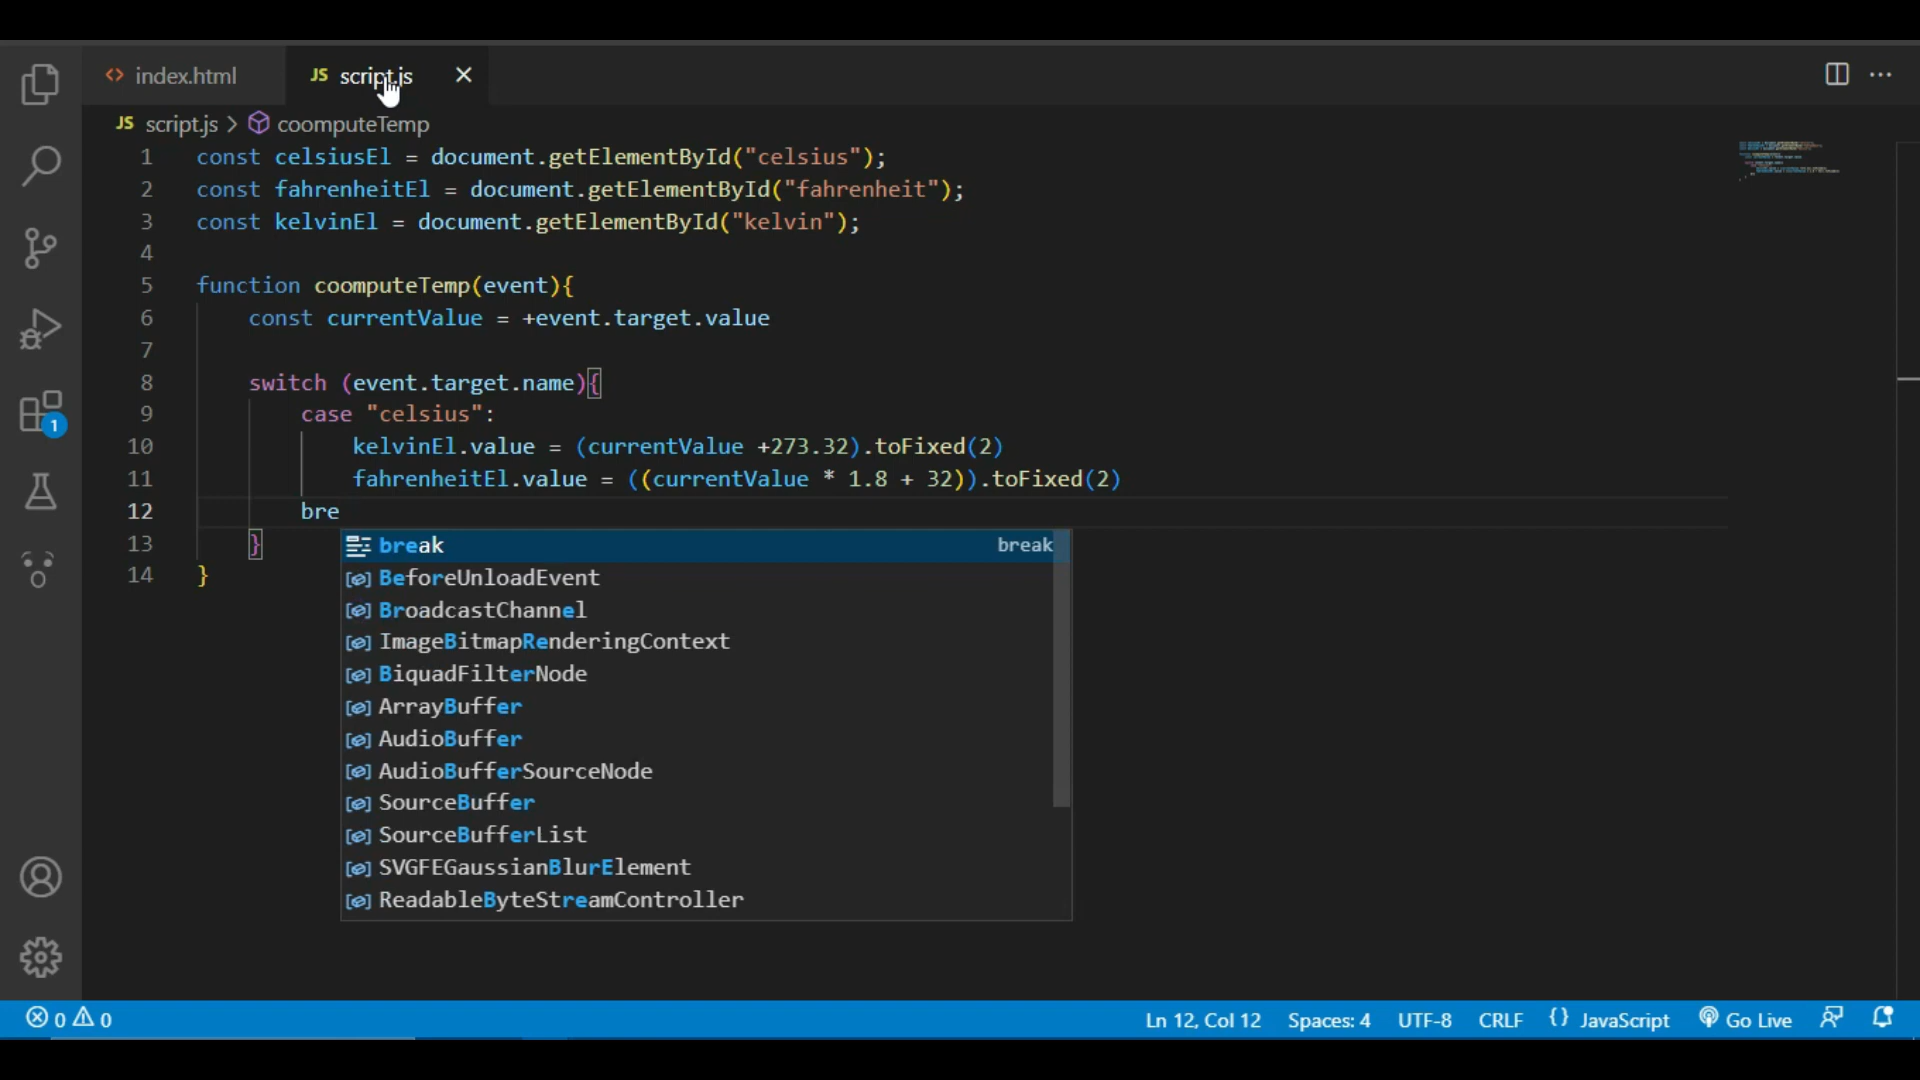 index.html
JS script.js
JS script.js > coomputeTemp
1 const celsiusEl = document.getElementById("celsius");
2 const fahrenheitEl = document.getElementById("fahrenheit");
3 const kelvinEl = document.getElementById("kelvin");
4
5 function coomputeTemp(event){
6 const currentValue = +event.target.value
7
8 switch (event.target.name){
9 case "celsius":
10 kelvinEl.value = (currentValue +273.32).toFixed(2)
11 fahrenheitEl.value = ((currentValue * 1.8 + 32)).toFixed(2)
12 bre
13 }
14 }
break break
BeforeUnloadEvent
BroadcastChannel
ImageBitmapRenderingContext
BiquadFilterNode
ArrayBuffer
AudioBuffer
AudioBufferSourceNode
SourceBuffer
SourceBufferList
SVGFEGaussianBlurElement
ReadableByteStreamController
1
0 0 Ln 12, Col 12 Spaces: 4 UTF-8 CRLF {} JavaScript Go Live